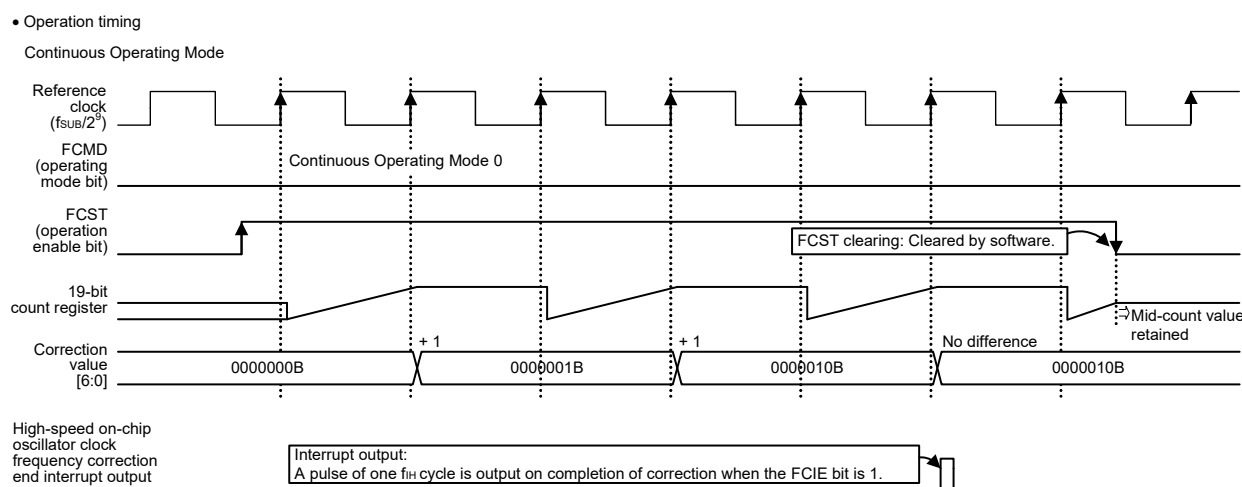 • Operation timing
Continuous Operating Mode
Reference
clock
(fSUB/2⁹)
FCMD
(operating
mode bit)
Continuous Operating Mode 0
FCST
(operation
enable bit)
FCST clearing: Cleared by software.
19-bit
count register
Mid-count value
retained
Correction
value
[6:0]
+ 1
+ 1
No difference
0000000B
0000001B
0000010B
0000010B
High-speed on-chip
oscillator clock
frequency correction
end interrupt output
Interrupt output:
A pulse of one fIH cycle is output on completion of correction when the FCIE bit is 1.